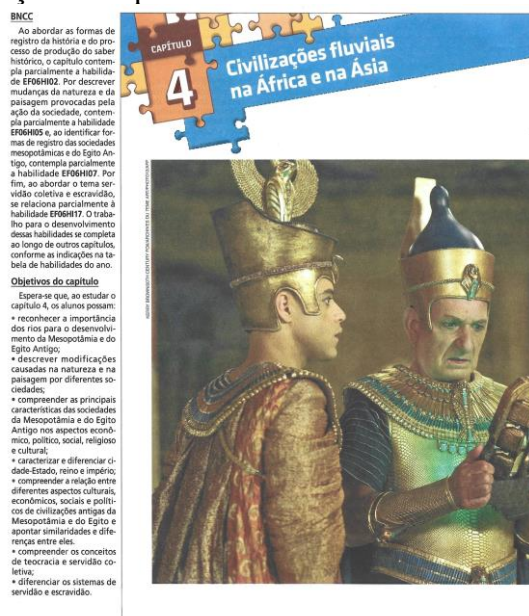 BNCC
Ao abordar as formas de
registro da história e do pro-
cesso de produção do saber
histórico, o capítulo contem-
pla parcialmente a habilida-
de EF06HI02. Por descrever
mudanças da natureza e da
paisagem provocadas pela
ação da sociedade, contem-
pla parcialmente a habilidade
EF06HI05 e, ao identificar for-
mas de registro das sociedades
mesopotâmicas e do Egito An-
tigo, contempla parcialmente
a habilidade EF06HI07. Por
fim, ao abordar o tema ser-
vidão coletiva e escravidão,
se relaciona parcialmente à
habilidade EF06HI17. O traba-
lho para o desenvolvimento
dessas habilidades se completa
ao longo de outros capítulos,
conforme as indicações na ta-
bela de habilidades do ano.
Objetivos do capítulo
Espera-se que, ao estudar o
capítulo 4, os alunos possam:
• reconhecer a importância
dos rios para o desenvolvi-
mento da Mesopotâmia e do
Egito Antigo;
• descrever modificações
causadas na natureza e na
paisagem por diferentes so-
ciedades;
• compreender as principais
características das sociedades
da Mesopotâmia e do Egito
Antigo nos aspectos econô-
mico, político, social, religioso
e cultural;
• caracterizar e diferenciar ci-
dade-Estado, reino e império;
• compreender a relação entre
diferentes aspectos culturais,
econômicos, sociais e políti-
cos de civilizações antigas da
Mesopotâmia e do Egito e
apontar similaridades e dife-
renças entre eles.
• compreender os conceitos
de teocracia e servidão co-
letiva;
• diferenciar os sistemas de
servidão e escravidão.
CAPÍTULO
4
Civilizações fluviais
na África e na Ásia